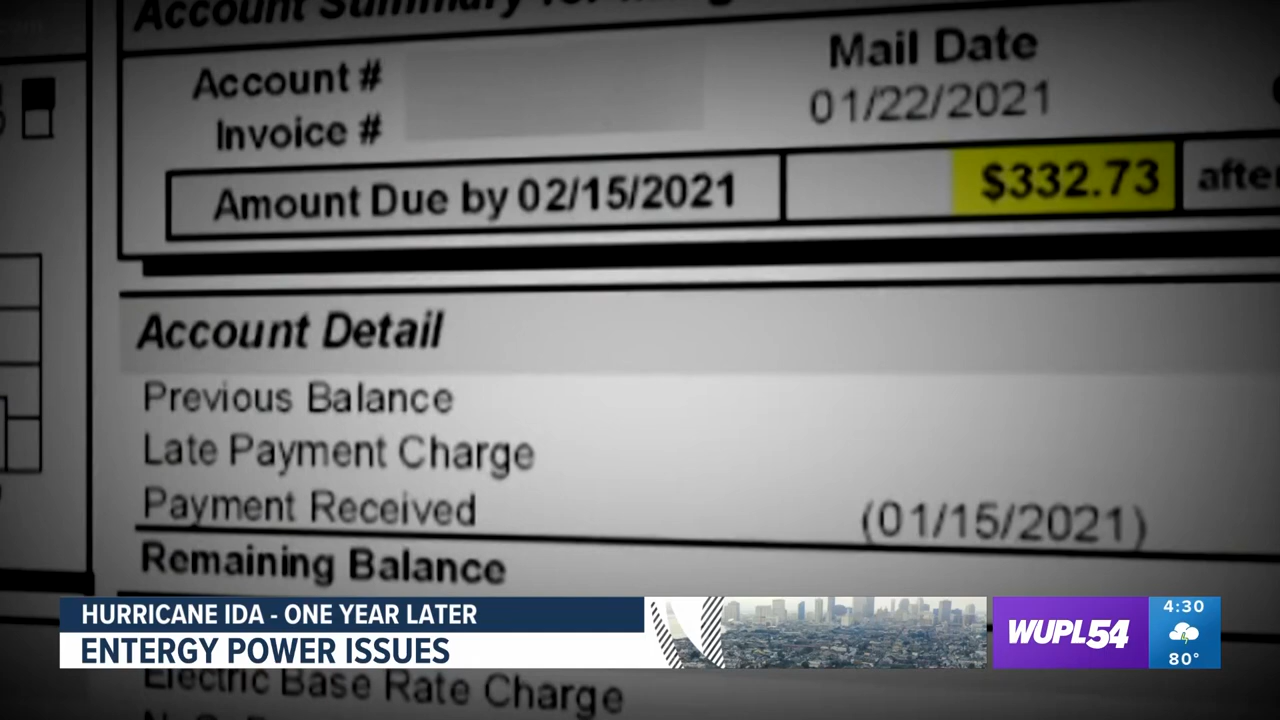 Account Summary for
Account #
Invoice #
Mail Date
01/22/2021
Amount Due by 02/15/2021
$332.73
after
Account Detail
Previous Balance
Late Payment Charge
Payment Received (01/15/2021)
Remaining Balance
HURRICANE IDA - ONE YEAR LATER
ENTERGY POWER ISSUES
WUPL54
4:30
80°
Electric Base Rate Charge